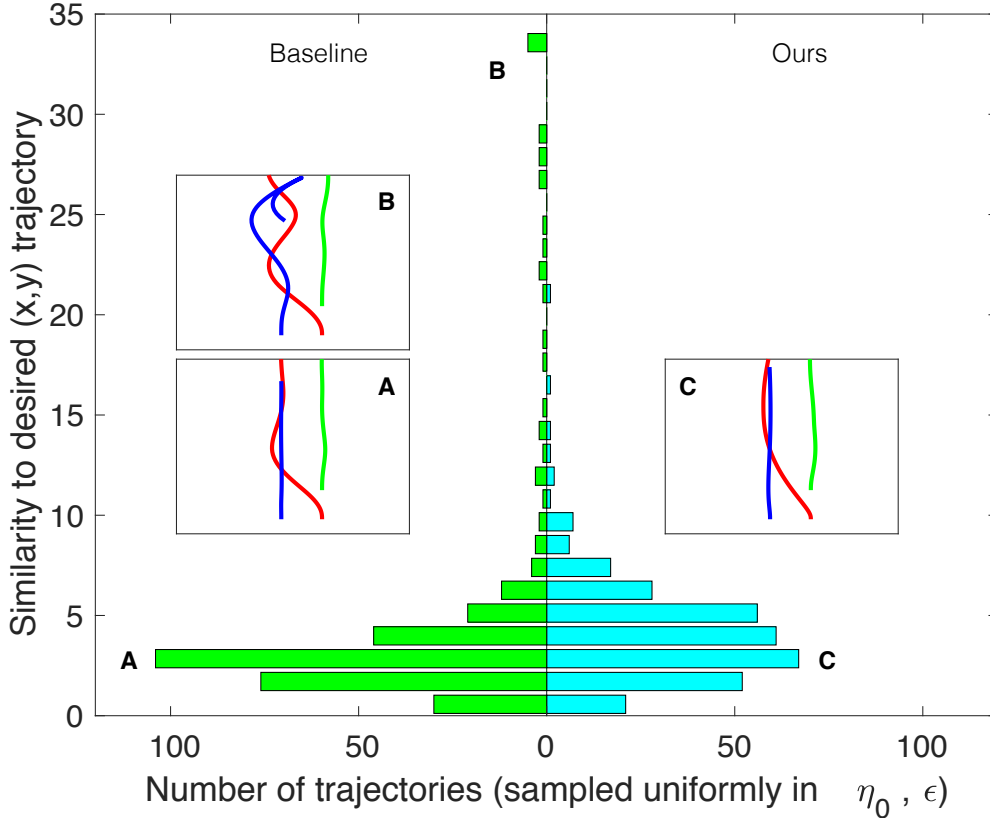 35
30
25
20
15
10
5
0
Similarity to desired (x,y) trajectory
Baseline
Ours
B
B
A
C
A
C
100
50
0
50
100
Number of trajectories (sampled uniformly in η₀ , ϵ)